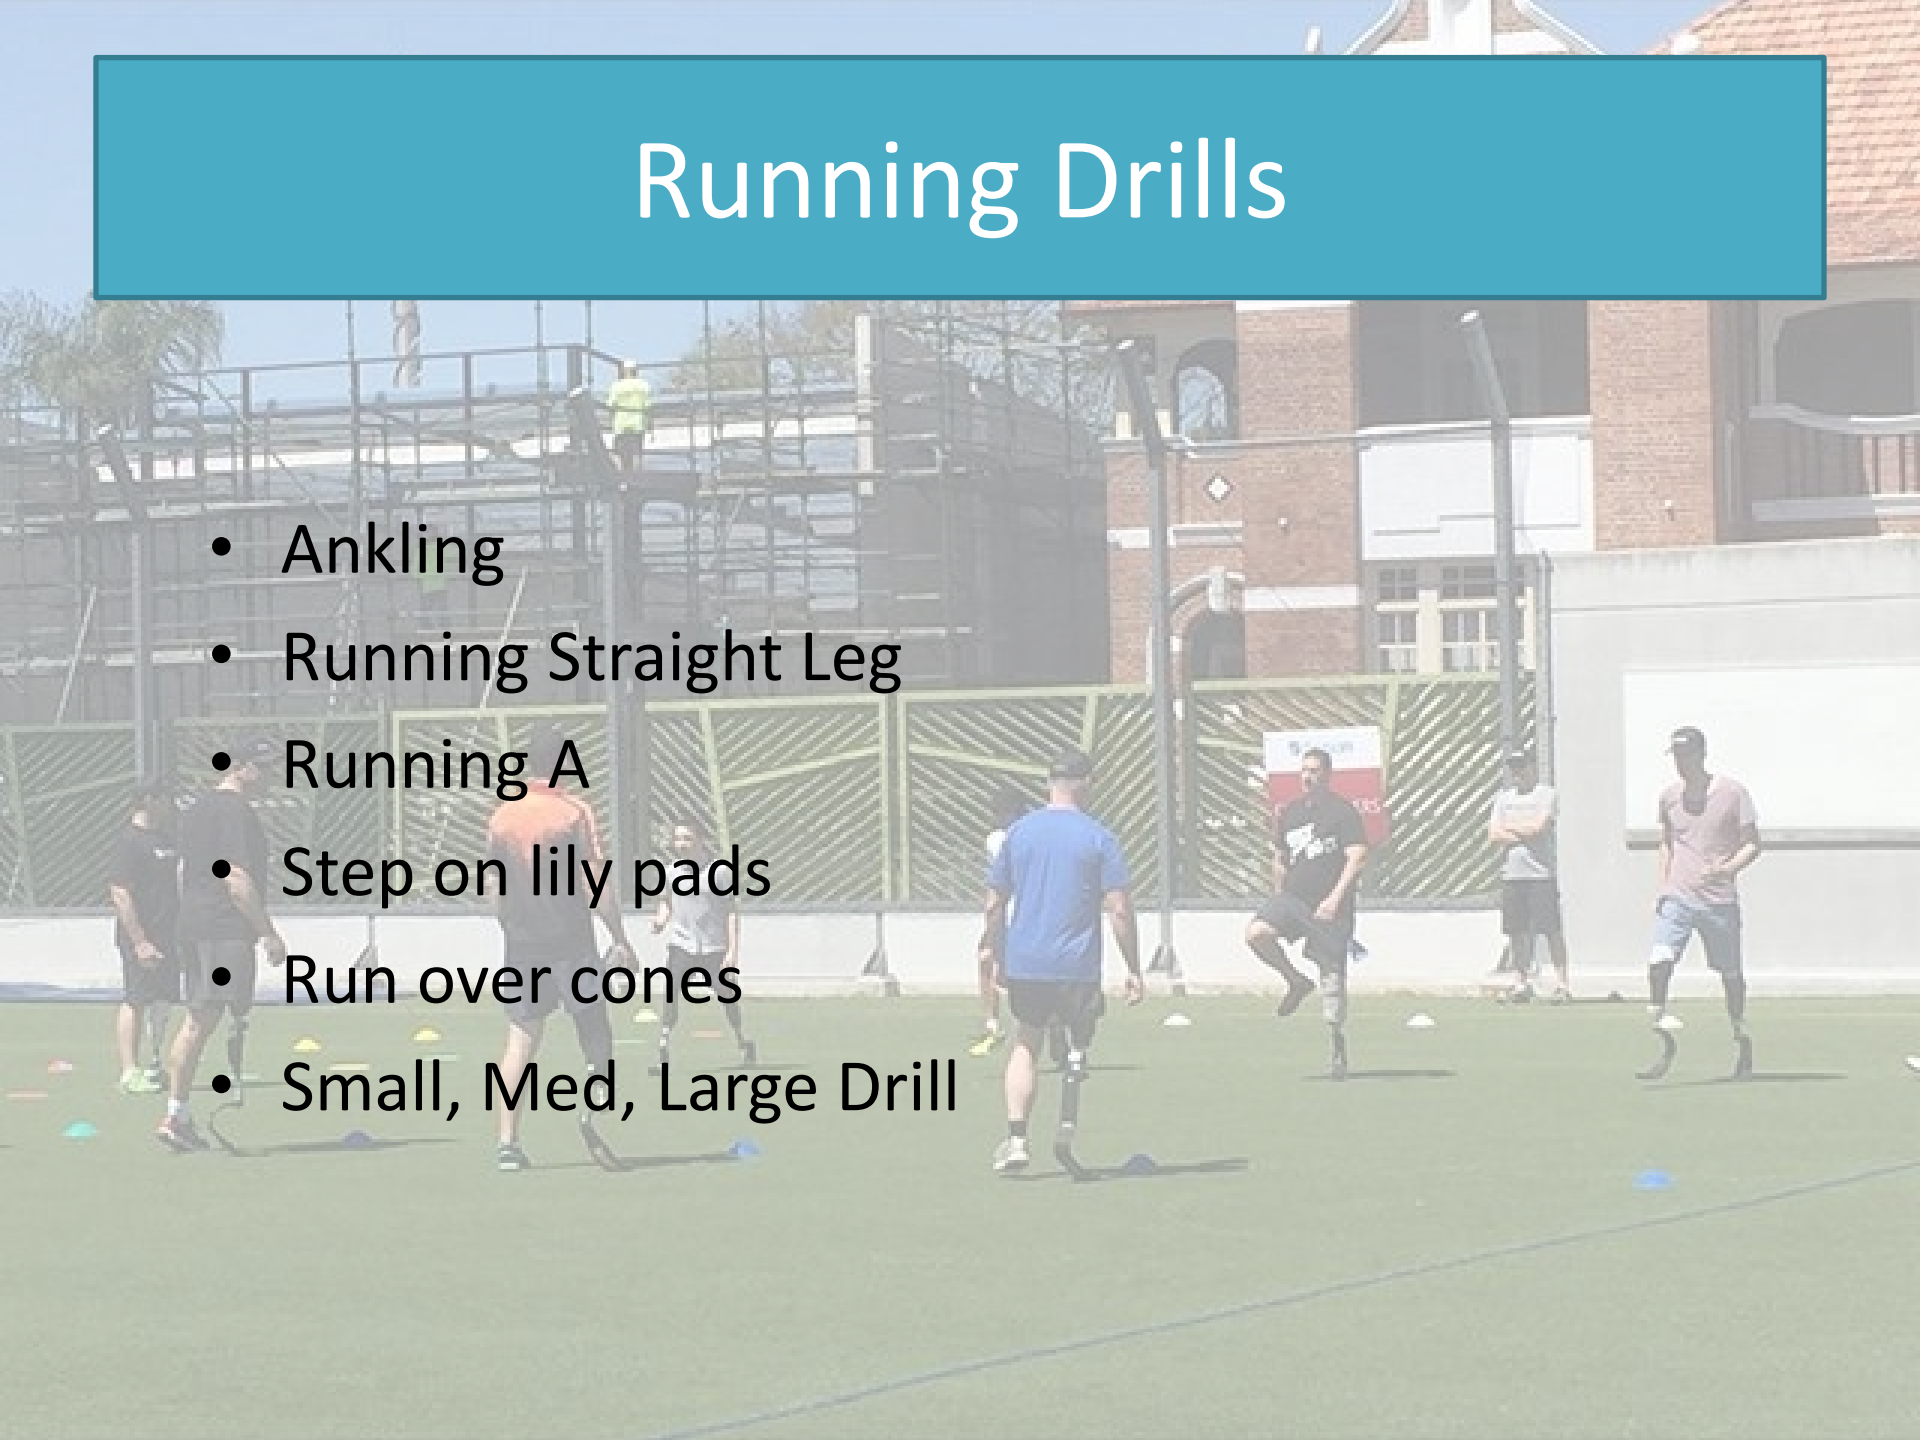 Running Drills
• Ankling
• Running Straight Leg
• Running A
• Step on lily pads
• Run over cones
• Small, Med, Large Drill